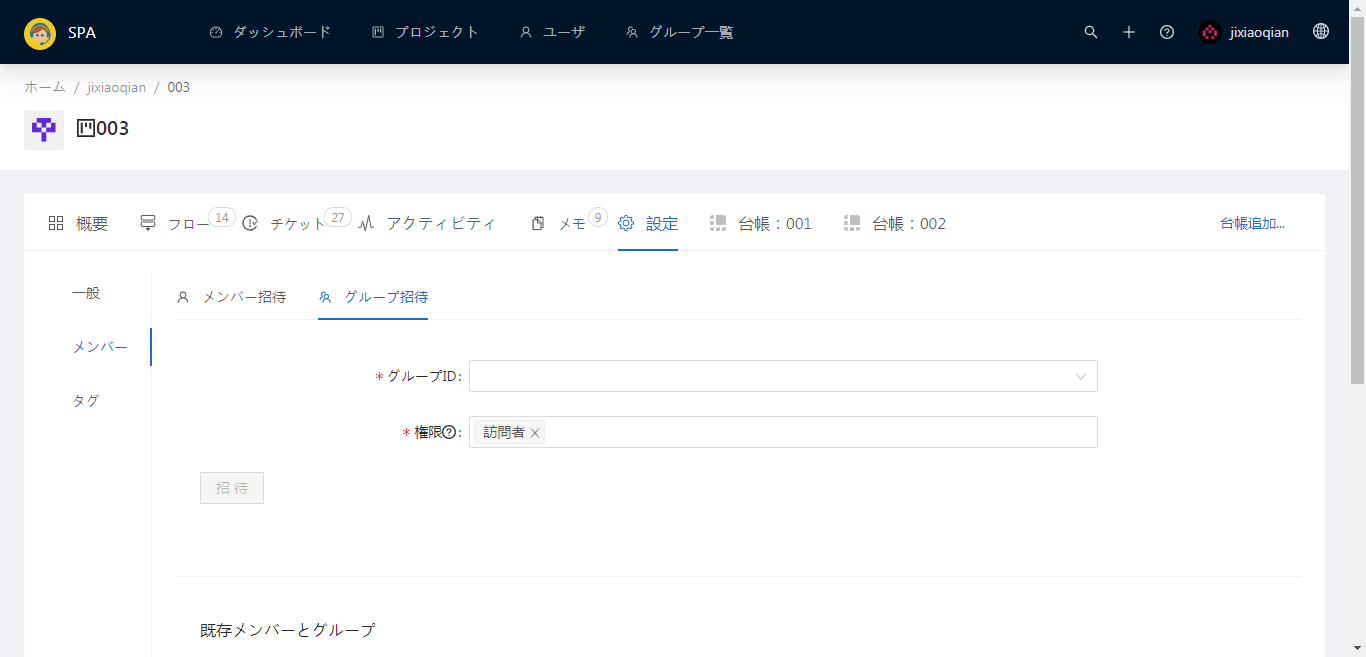 SPA ダッシュボード プロジェクト ユーザ グループ一覧 jixiaoqian
ホーム / jixiaoqian / 003
003
概要 フロー 14 チケット 27 アクティビティ メモ 9 設定 台帳：001 台帳：002 台帳追加...
一般
メンバー招待 グループ招待
メンバー
* グループID:
タグ
* 権限?: 訪問者 ×
招 待
既存メンバーとグループ